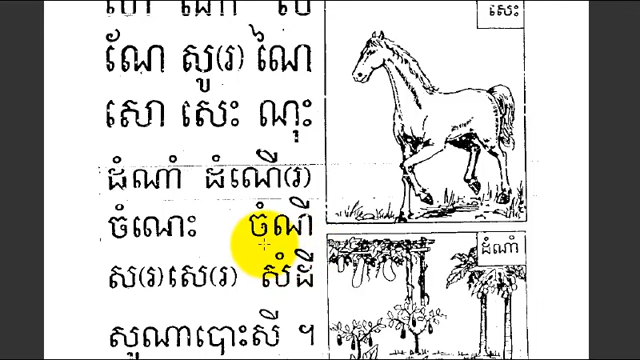 ណែ សូ(រ) ណៃ
សោ សេះ ណុះ
ដំណាំ ដំណើ(រ)
ចំណេះ ចំណី
ស(រ)សេ(រ) សំដី
សូណាបោះសី ។
សេះ
ដំណាំ